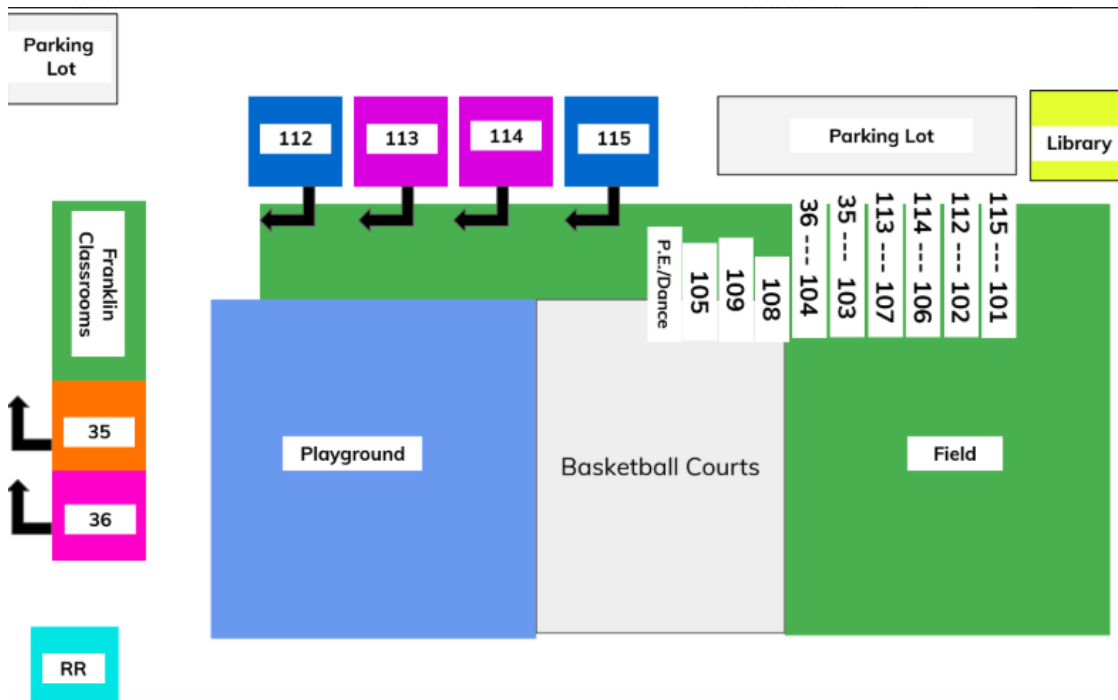 Parking
Lot
112
113
114
115
Parking Lot
Library
Franklin
Classrooms
P.E./Dance
105
109
108
36 ---- 104
35 ---- 103
113 ---- 107
114 ---- 106
112 ---- 102
115 ---- 101
35
Playground
Basketball Courts
Field
36
RR